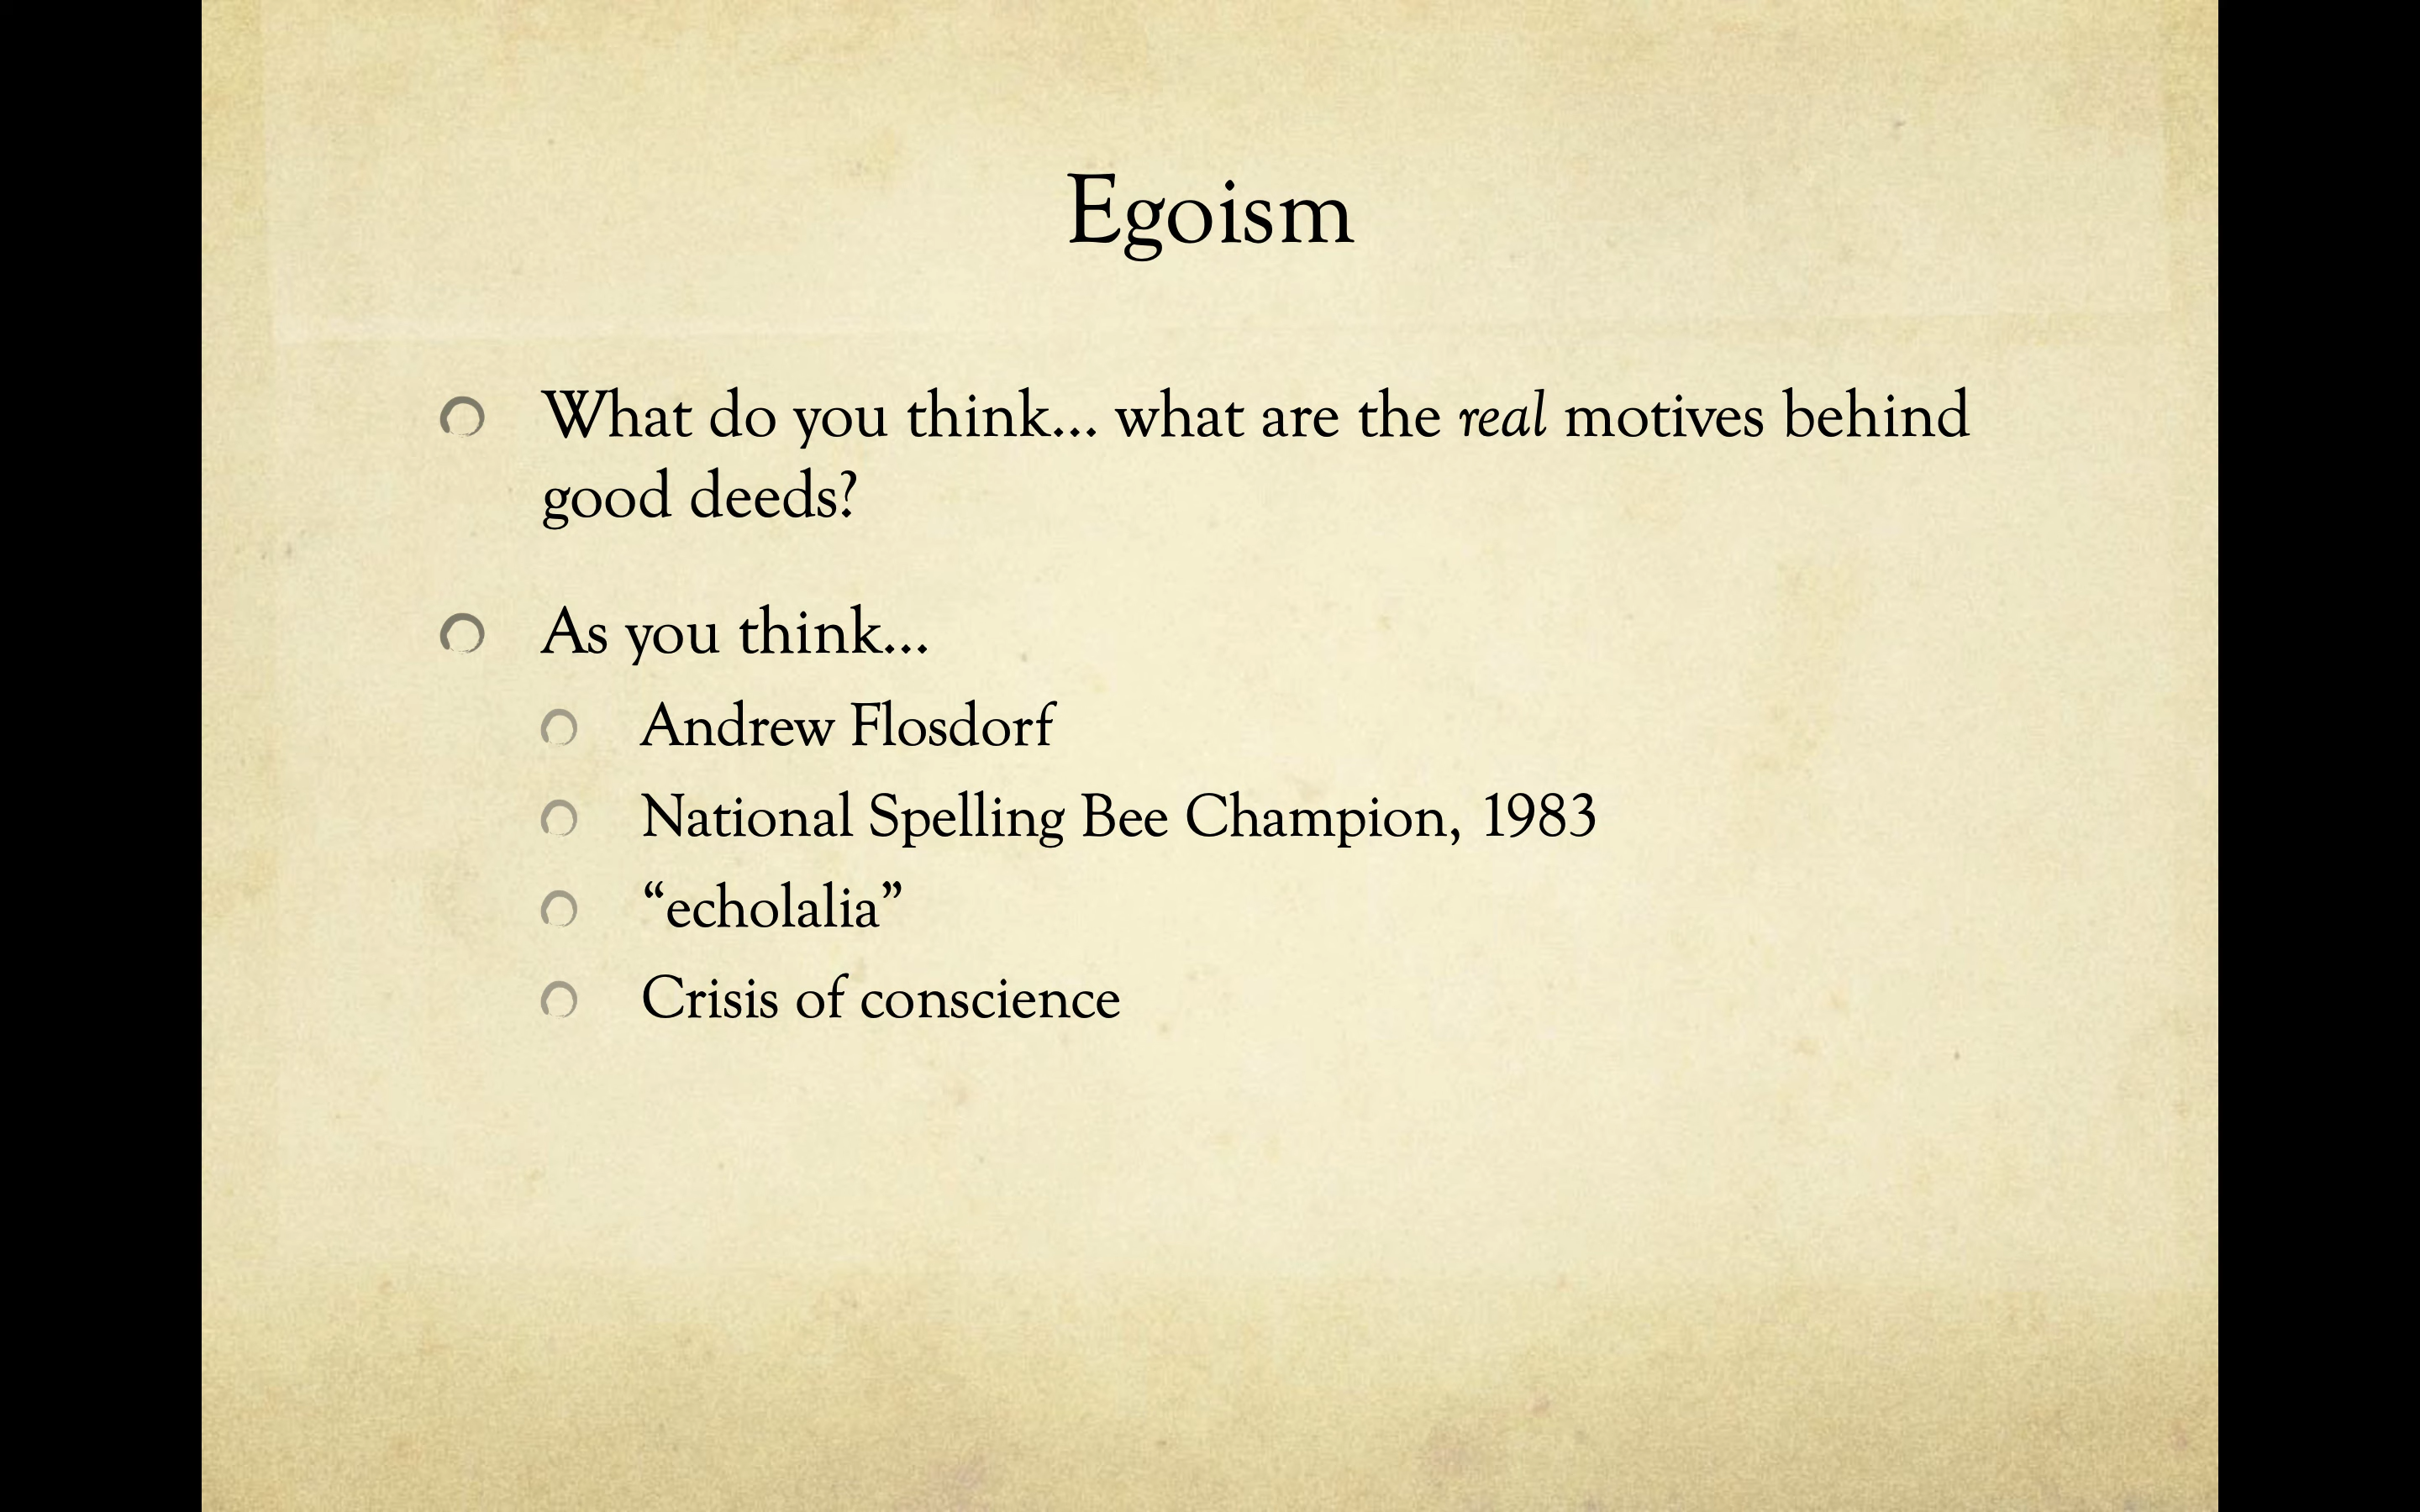 Egoism
What do you think… what are the real motives behind
good deeds?
As you think…
Andrew Flosdorf
National Spelling Bee Champion, 1983
“echolalia”
Crisis of conscience